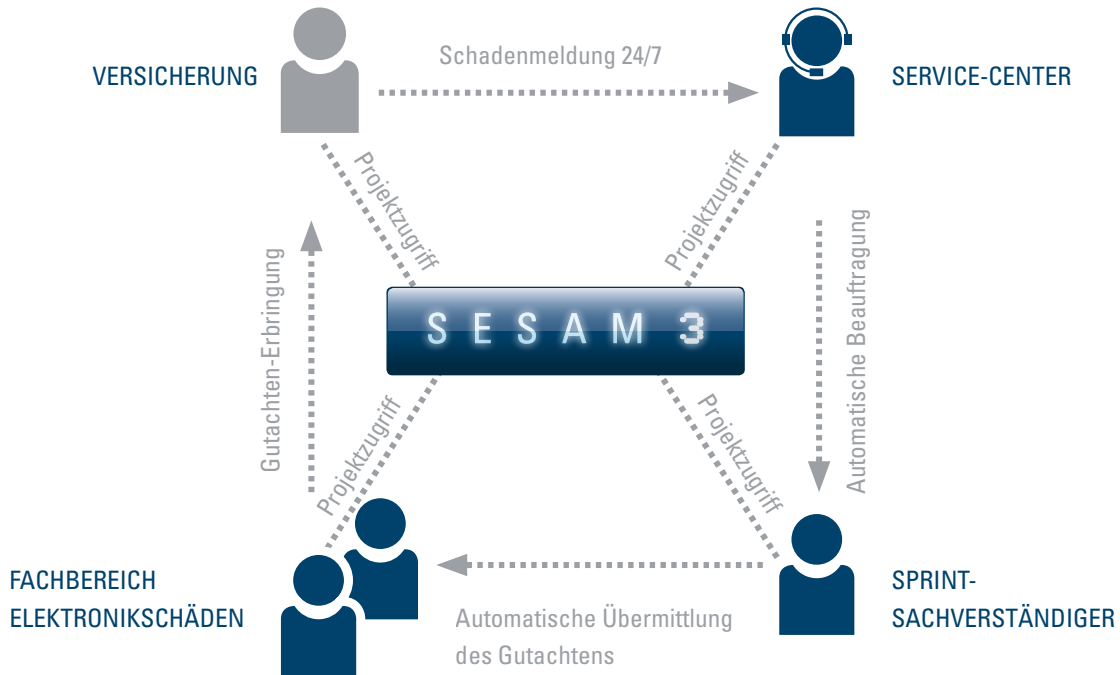 Schadenmeldung 24/7
VERSICHERUNG
SERVICE-CENTER
Projektzugriff
Projektzugriff
Gutachten-Erbringung
SESAM 3
Automatische Beauftragung
Projektzugriff
Projektzugriff
FACHBEREICH
ELEKTRONIKSCHÄDEN
Automatische Übermittlung
des Gutachtens
SPRINT-
SACHVERSTÄNDIGER